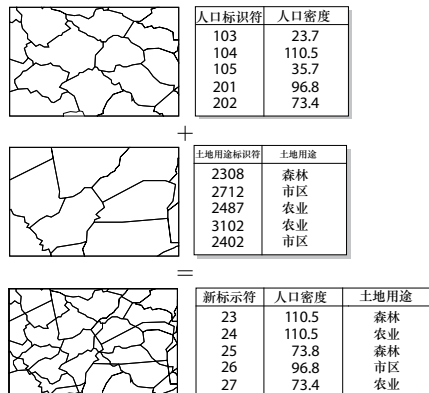 人口标识符 人口密度
103 23.7
104 110.5
105 35.7
201 96.8
202 73.4
+
土地用途标识符 土地用途
2308 森林
2712 市区
2487 农业
3102 农业
2402 市区
=
新标示符 人口密度 土地用途
23 110.5 森林
24 110.5 农业
25 73.8 森林
26 96.8 市区
27 73.4 农业